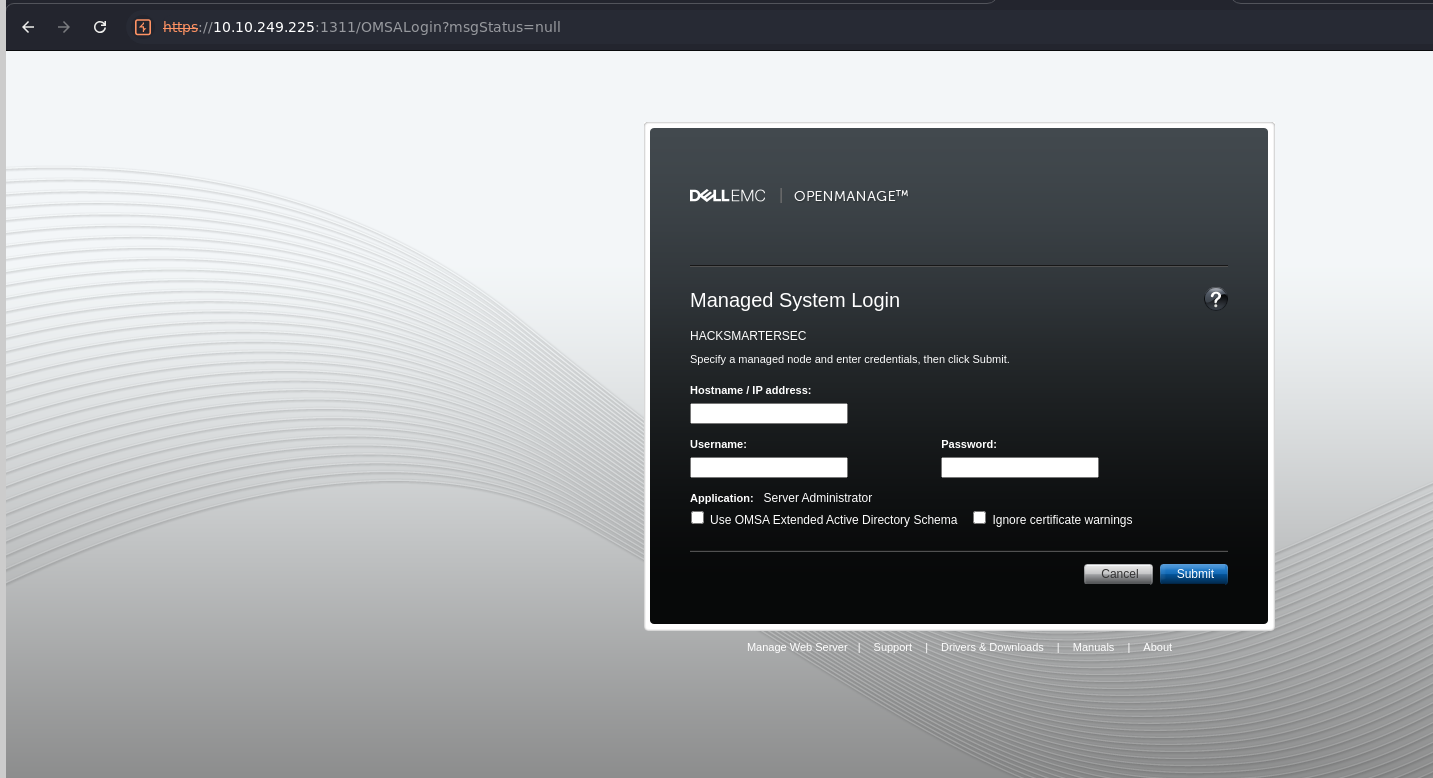 https://10.10.249.225:1311/OMSALogin?msgStatus=null
DELLEMC | OPENMANAGE™
Managed System Login
?
HACKSMARTERSEC
Specify a managed node and enter credentials, then click Submit.
Hostname / IP address:
Username: Password:
Application: Server Administrator
Use OMSA Extended Active Directory Schema Ignore certificate warnings
Cancel Submit
Manage Web Server | Support | Drivers & Downloads | Manuals | About